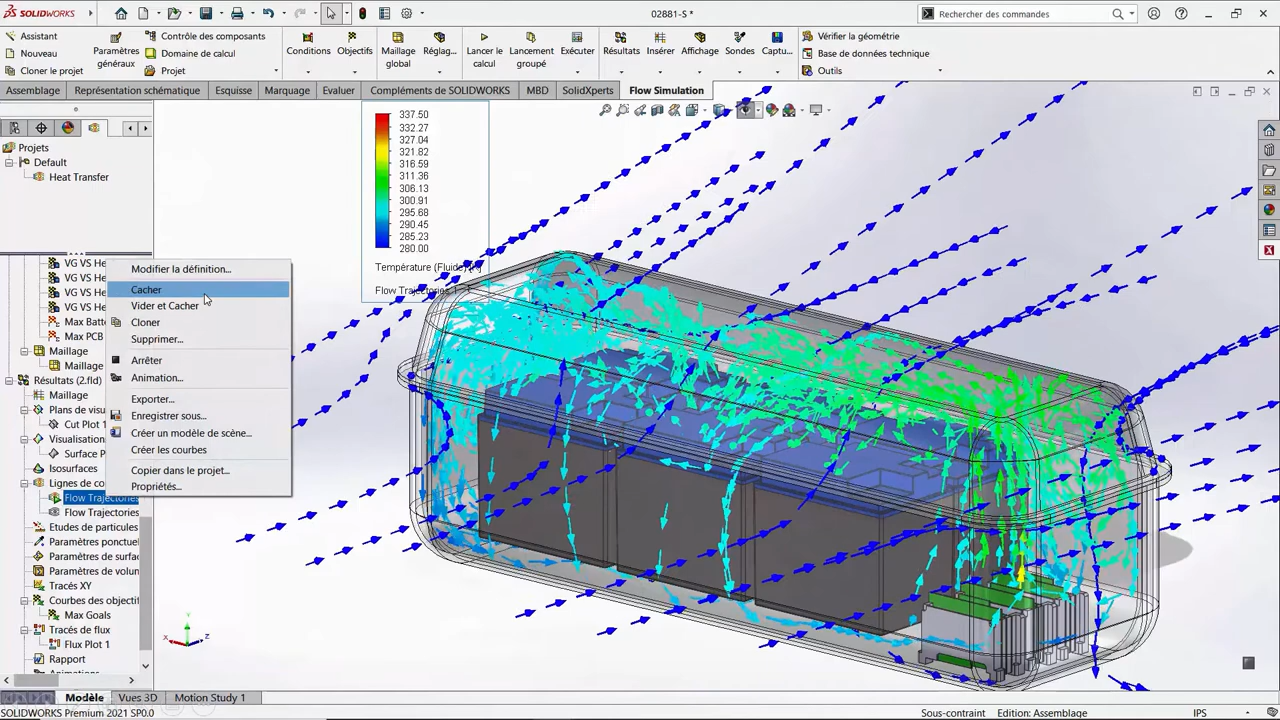 SOLIDWORKS
02881-S *
Rechercher des commandes
Assistant
Nouveau
Cloner le projet
Paramètres généraux
Contrôle des composants
Domaine de calcul
Projet
Conditions
Objectifs
Maillage global
Réglag...
Lancer le calcul
Lancement groupé
Exécuter
Résultats
Insérer
Affichage
Sondes
Captu...
Vérifier la géométrie
Base de données technique
Outils
Assemblage
Représentation schématique
Esquisse
Marquage
Evaluer
Compléments de SOLIDWORKS
MBD
SolidXperts
Flow Simulation
Projets
Default
Heat Transfer
VG VS He
VG VS He
VG VS He
VG VS He
Max Batte
Max PCB
Maillage
Maillage
Résultats (2.fld)
Maillage
Plans de visu
Cut Plot 1
Visualisation
Surface P
Isosurfaces
Lignes de co
Flow Trajectories
Flow Trajectories
Etudes de particules
Paramètres ponctuel
Paramètres de surfac
Paramètres de volum
Tracés XY
Courbes des objectif
Max Goals
Tracés de flux
Flux Plot 1
Rapport
Modifier la définition...
Cacher
Vider et Cacher
Cloner
Supprimer...
Arrêter
Animation...
Exporter...
Enregistrer sous...
Créer un modèle de scène...
Créer les courbes
Copier dans le projet...
Propriétés...
337.50
332.27
327.04
321.82
316.59
311.36
306.13
300.91
295.68
290.45
285.23
280.00
Température (Fluide) [K]
Flow Trajectories 1
Y
X
Z
Modèle
Vues 3D
Motion Study 1
SOLIDWORKS Premium 2021 SP0.0
Sous-contraint
Edition: Assemblage
IPS